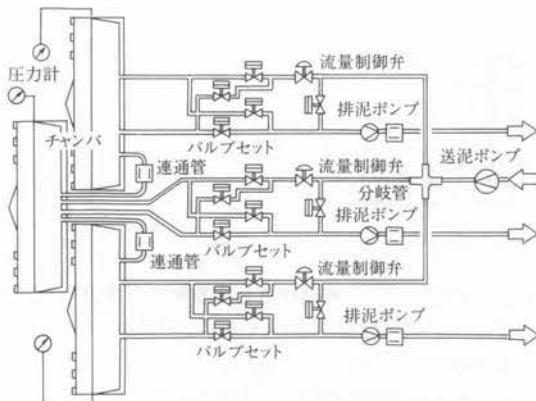 圧力計
チャンバ
連通管
連通管
バルブセット
バルブセット
バルブセット
流量制御弁
排泥ポンプ
送泥ポンプ
流量制御弁
分岐管
排泥ポンプ
流量制御弁
排泥ポンプ